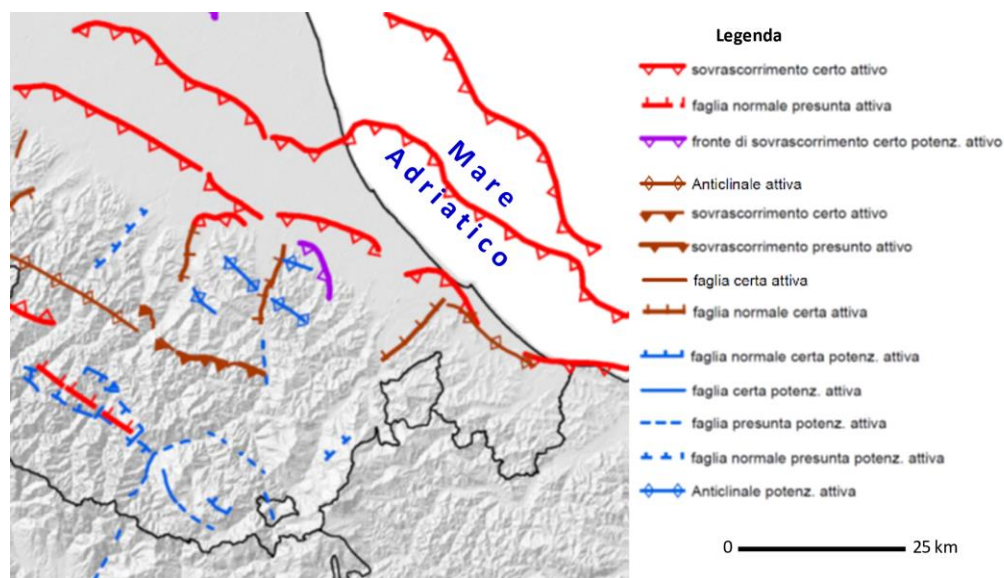 Mare
Adriatico
Legenda
sovrascorrimento certo attivo
faglia normale presunta attiva
fronte di sovrascorrimento certo potenz. attivo
Anticlinale attiva
sovrascorrimento certo attivo
sovrascorrimento presunto attivo
faglia certa attiva
faglia normale certa attiva
faglia normale certa potenz. attiva
faglia certa potenz. attiva
faglia presunta potenz. attiva
faglia normale presunta potenz. attiva
Anticlinale potenz. attiva
0 25 km